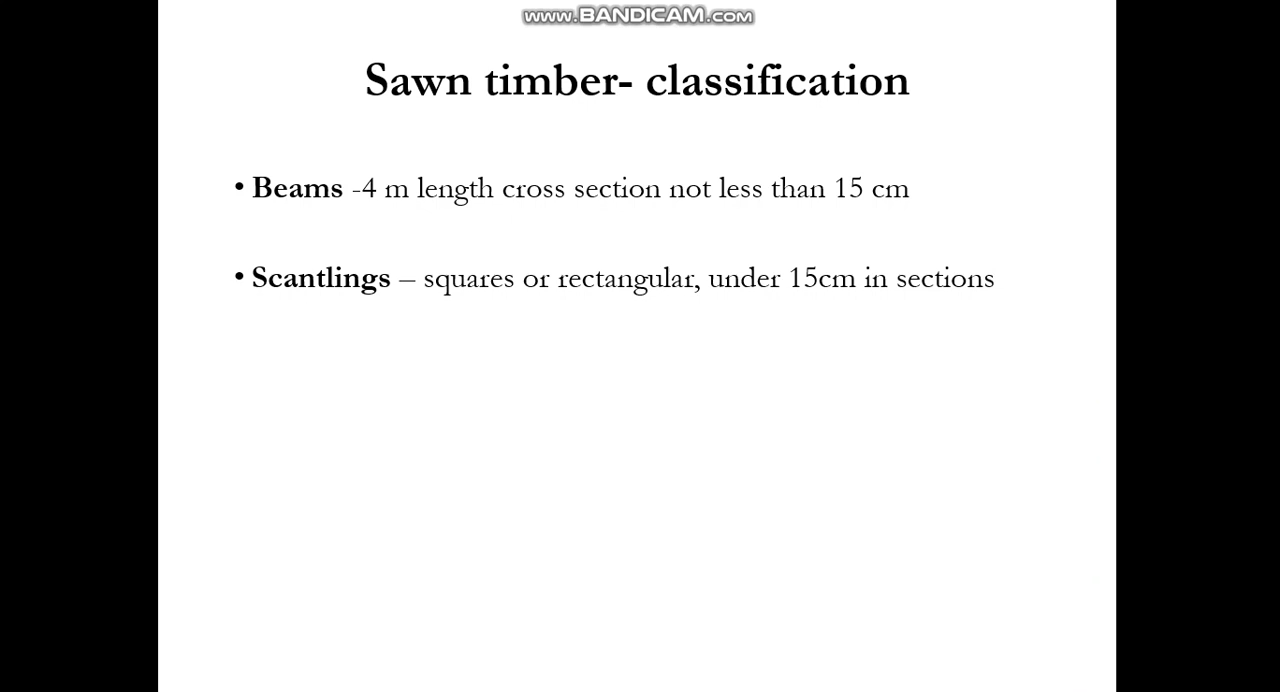 www.BANDICAM.com
Sawn timber- classification
• Beams -4 m length cross section not less than 15 cm
• Scantlings – squares or rectangular, under 15cm in sections